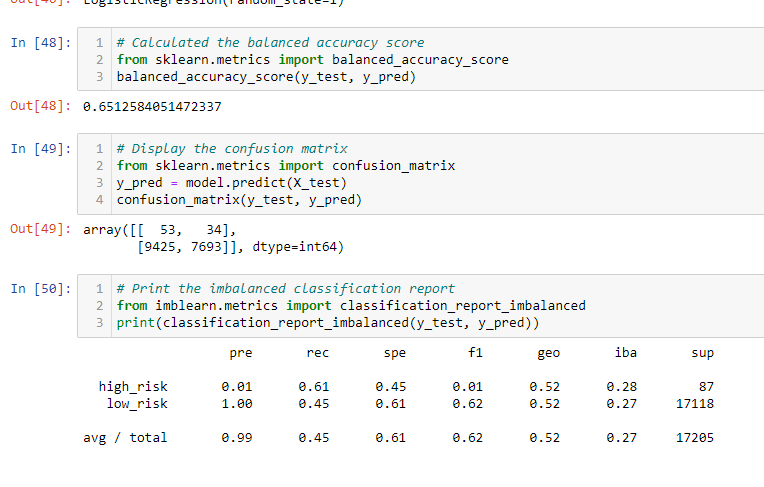 Out[46]: LogisticRegression(random_state=1)
In [48]: 1 # Calculated the balanced accuracy score
2 from sklearn.metrics import balanced_accuracy_score
3 balanced_accuracy_score(y_test, y_pred)
Out[48]: 0.6512584051472337
In [49]: 1 # Display the confusion matrix
2 from sklearn.metrics import confusion_matrix
3 y_pred = model.predict(X_test)
4 confusion_matrix(y_test, y_pred)
Out[49]: array([[ 53, 34],
[9425, 7693]], dtype=int64)
In [50]: 1 # Print the imbalanced classification report
2 from imblearn.metrics import classification_report_imbalanced
3 print(classification_report_imbalanced(y_test, y_pred))
pre rec spe f1 geo iba sup
high_risk 0.01 0.61 0.45 0.01 0.52 0.28 87
low_risk 1.00 0.45 0.61 0.62 0.52 0.27 17118
avg / total 0.99 0.45 0.61 0.62 0.52 0.27 17205